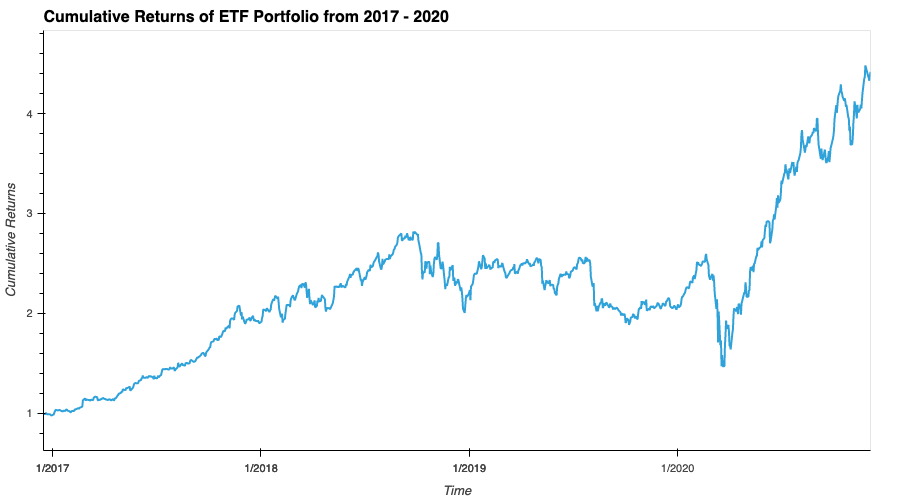 Cumulative Returns of ETF Portfolio from 2017 - 2020
Cumulative Returns
4
3
2
1
1/2017 1/2018 1/2019 1/2020
Time